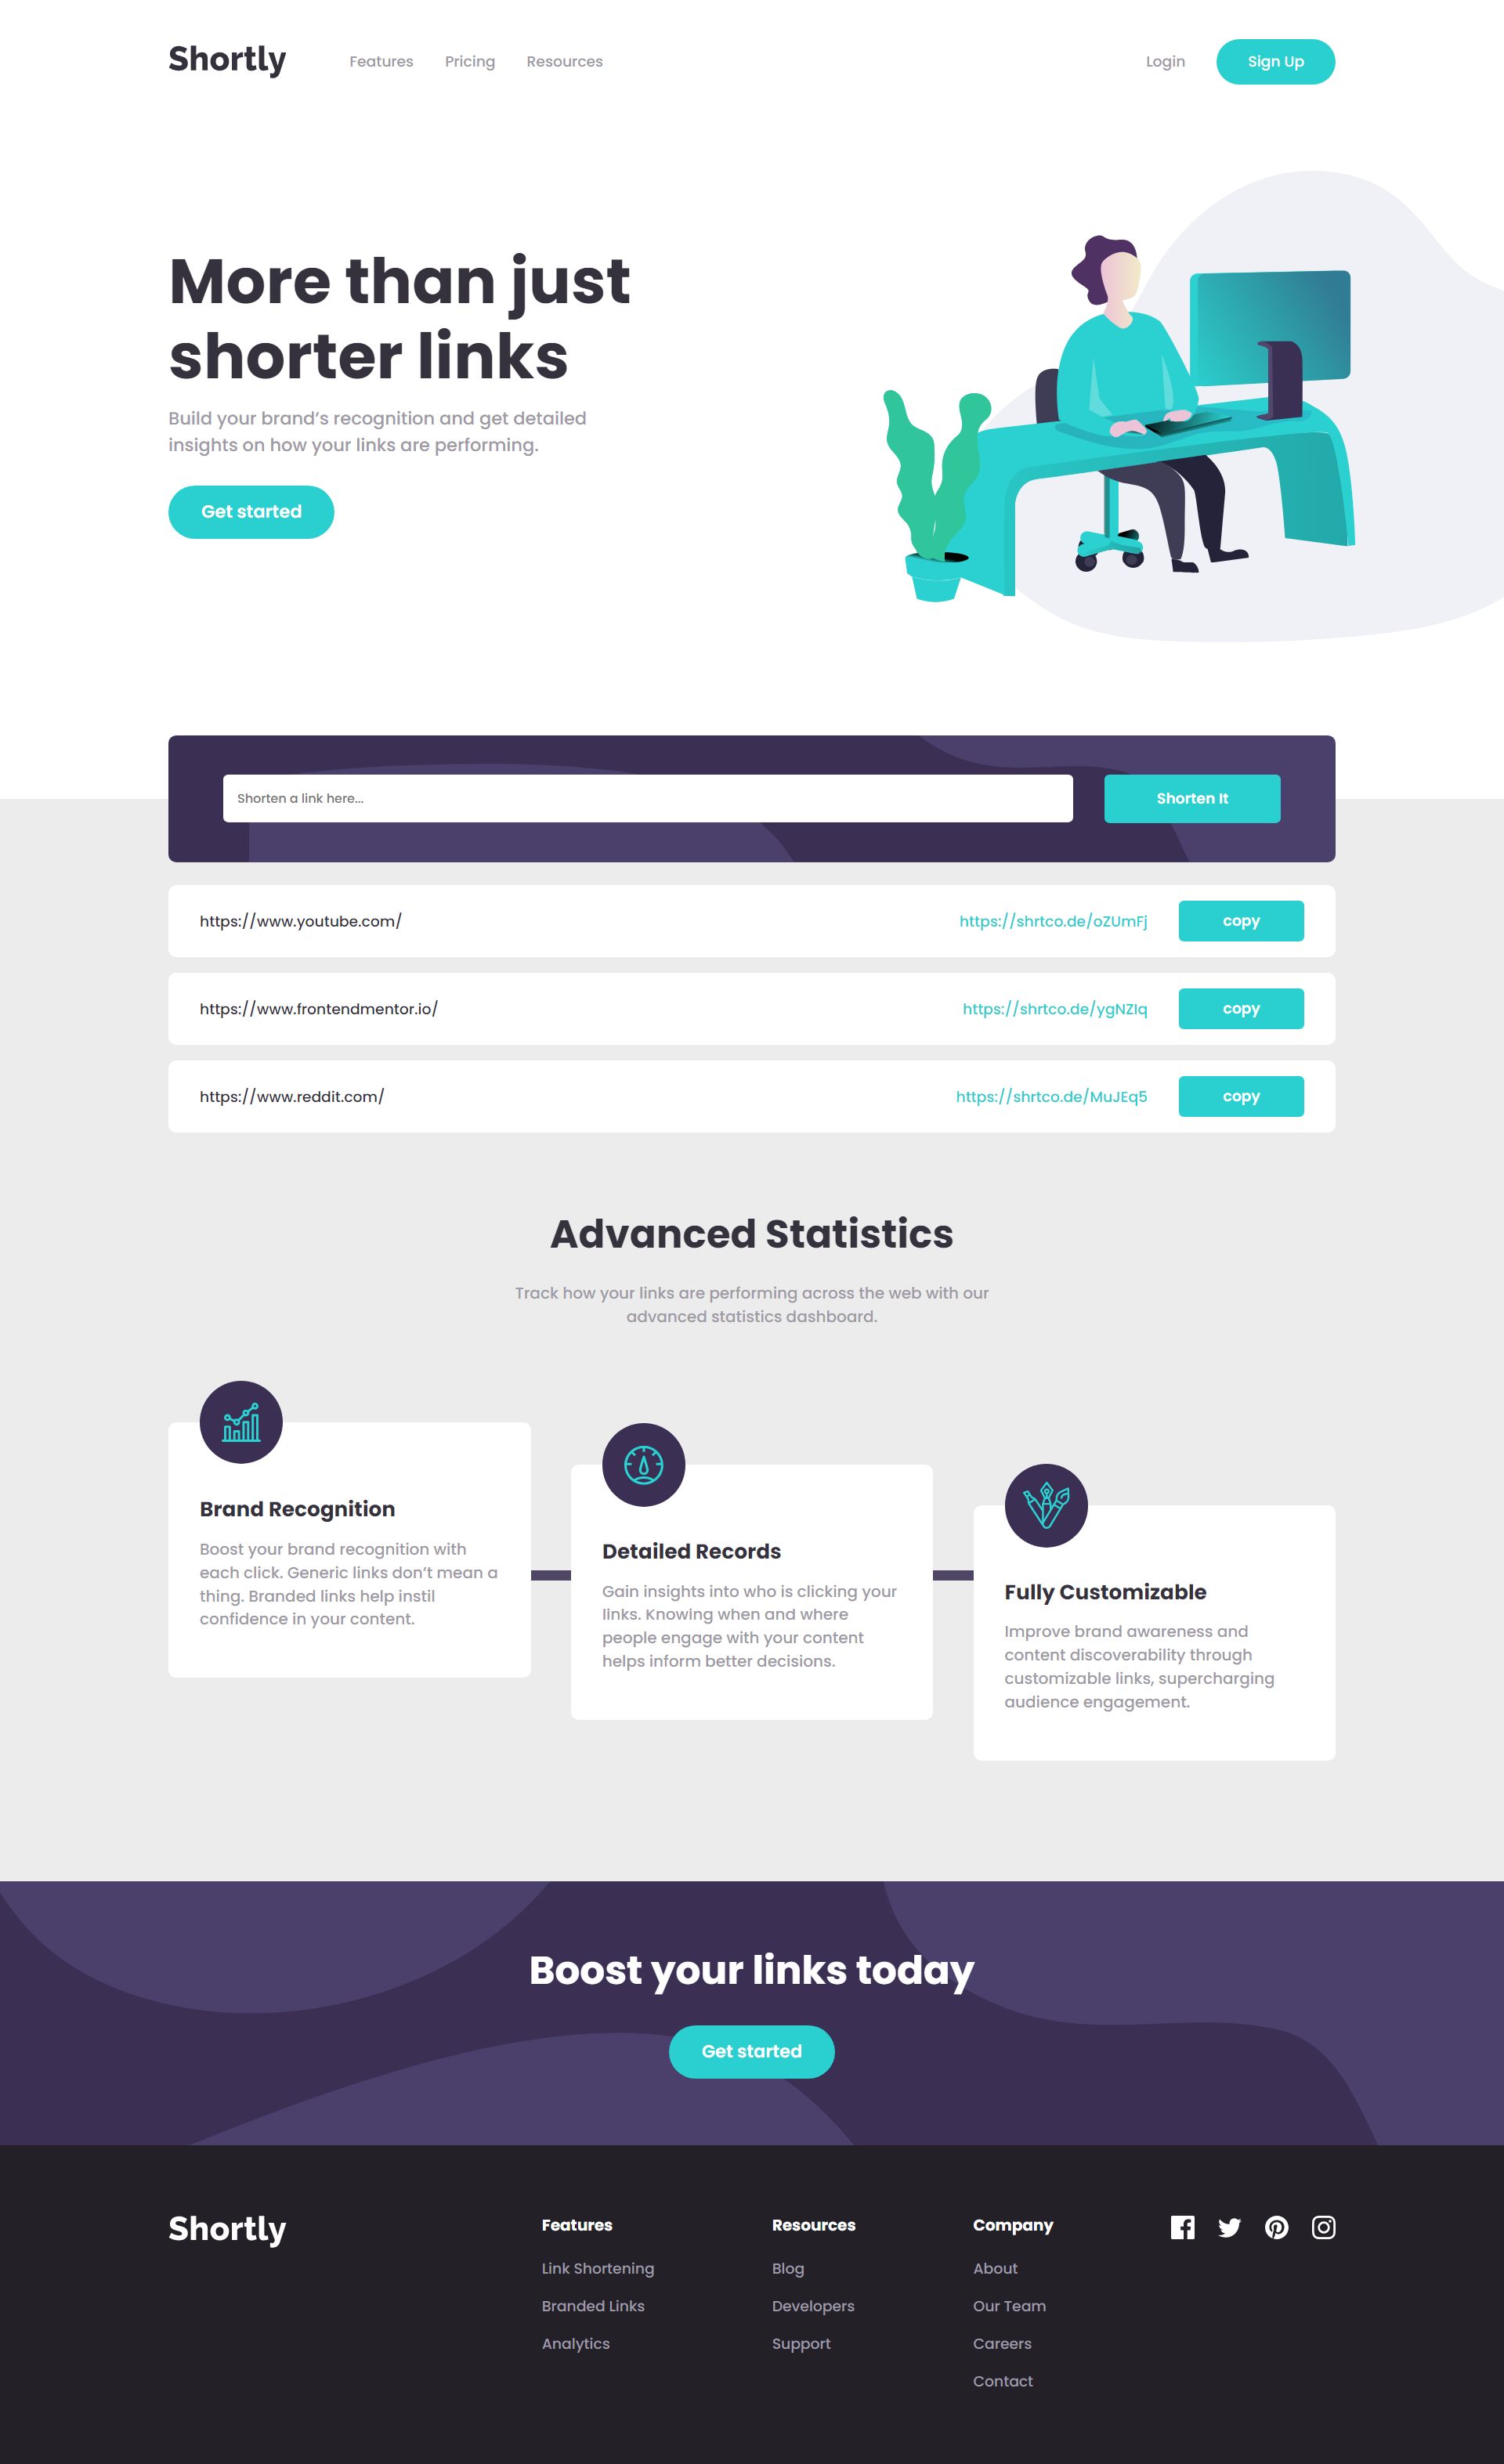 Shortly
Features
Pricing
Resources
Login
Sign Up
More than just
shorter links
Build your brand’s recognition and get detailed
insights on how your links are performing.
Get started
Shorten a link here...
Shorten It
https://www.youtube.com/
https://shrtco.de/oZUmFj
copy
https://www.frontendmentor.io/
https://shrtco.de/ygNZIq
copy
https://www.reddit.com/
https://shrtco.de/MuJEq5
copy
Advanced Statistics
Track how your links are performing across the web with our
advanced statistics dashboard.
Brand Recognition
Boost your brand recognition with
each click. Generic links don’t mean a
thing. Branded links help instil
confidence in your content.
Detailed Records
Gain insights into who is clicking your
links. Knowing when and where
people engage with your content
helps inform better decisions.
Fully Customizable
Improve brand awareness and
content discoverability through
customizable links, supercharging
audience engagement.
Boost your links today
Get started
Shortly
Features
Link Shortening
Branded Links
Analytics
Resources
Blog
Developers
Support
Company
About
Our Team
Careers
Contact